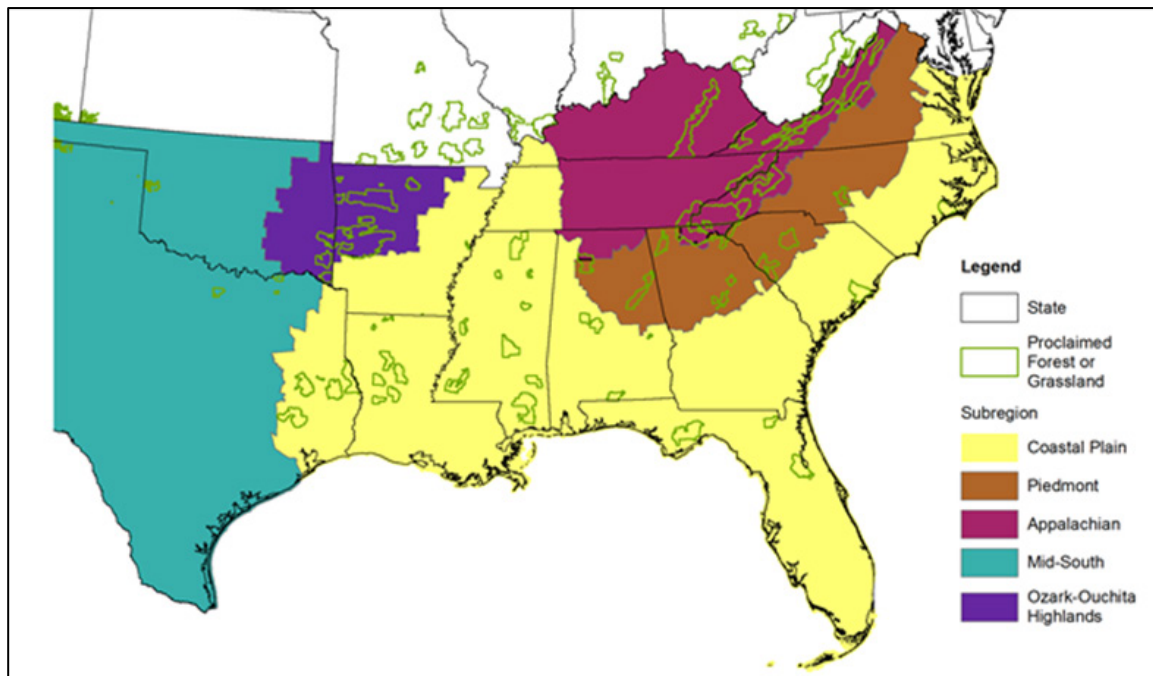 Legend
State
Proclaimed
Forest or
Grassland
Subregion
Coastal Plain
Piedmont
Appalachian
Mid-South
Ozark-Ouchita
Highlands